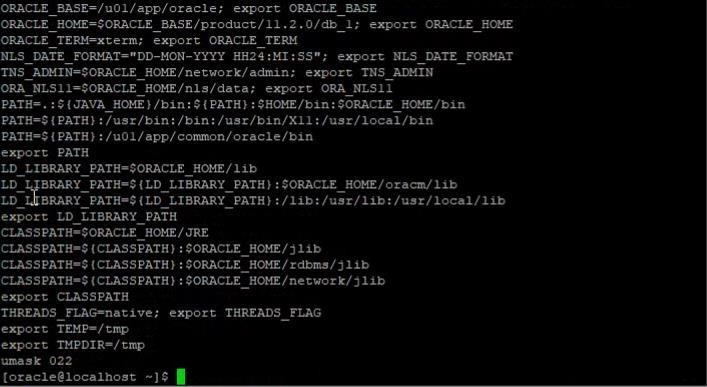 ORACLE_BASE=/u01/app/oracle; export ORACLE_BASE
ORACLE_HOME=$ORACLE_BASE/product/11.2.0/db_1; export ORACLE_HOME
ORACLE_TERM=xterm; export ORACLE_TERM
NLS_DATE_FORMAT="DD-MON-YYYY HH24:MI:SS"; export NLS_DATE_FORMAT
TNS_ADMIN=$ORACLE_HOME/network/admin; export TNS_ADMIN
ORA_NLS11=$ORACLE_HOME/nls/data; export ORA_NLS11
PATH=.:${JAVA_HOME}/bin:${PATH}:$HOME/bin:$ORACLE_HOME/bin
PATH=${PATH}:/usr/bin:/bin:/usr/bin/X11:/usr/local/bin
PATH=${PATH}:/u01/app/common/oracle/bin
export PATH
LD_LIBRARY_PATH=$ORACLE_HOME/lib
LD_LIBRARY_PATH=${LD_LIBRARY_PATH}:$ORACLE_HOME/oracm/lib
LD_LIBRARY_PATH=${LD_LIBRARY_PATH}:/lib:/usr/lib:/usr/local/lib
export LD_LIBRARY_PATH
CLASSPATH=$ORACLE_HOME/JRE
CLASSPATH=${CLASSPATH}:$ORACLE_HOME/jlib
CLASSPATH=${CLASSPATH}:$ORACLE_HOME/rdbms/jlib
CLASSPATH=${CLASSPATH}:$ORACLE_HOME/network/jlib
export CLASSPATH
THREADS_FLAG=native; export THREADS_FLAG
export TEMP=/tmp
export TMPDIR=/tmp
umask 022
[oracle@localhost ~]$